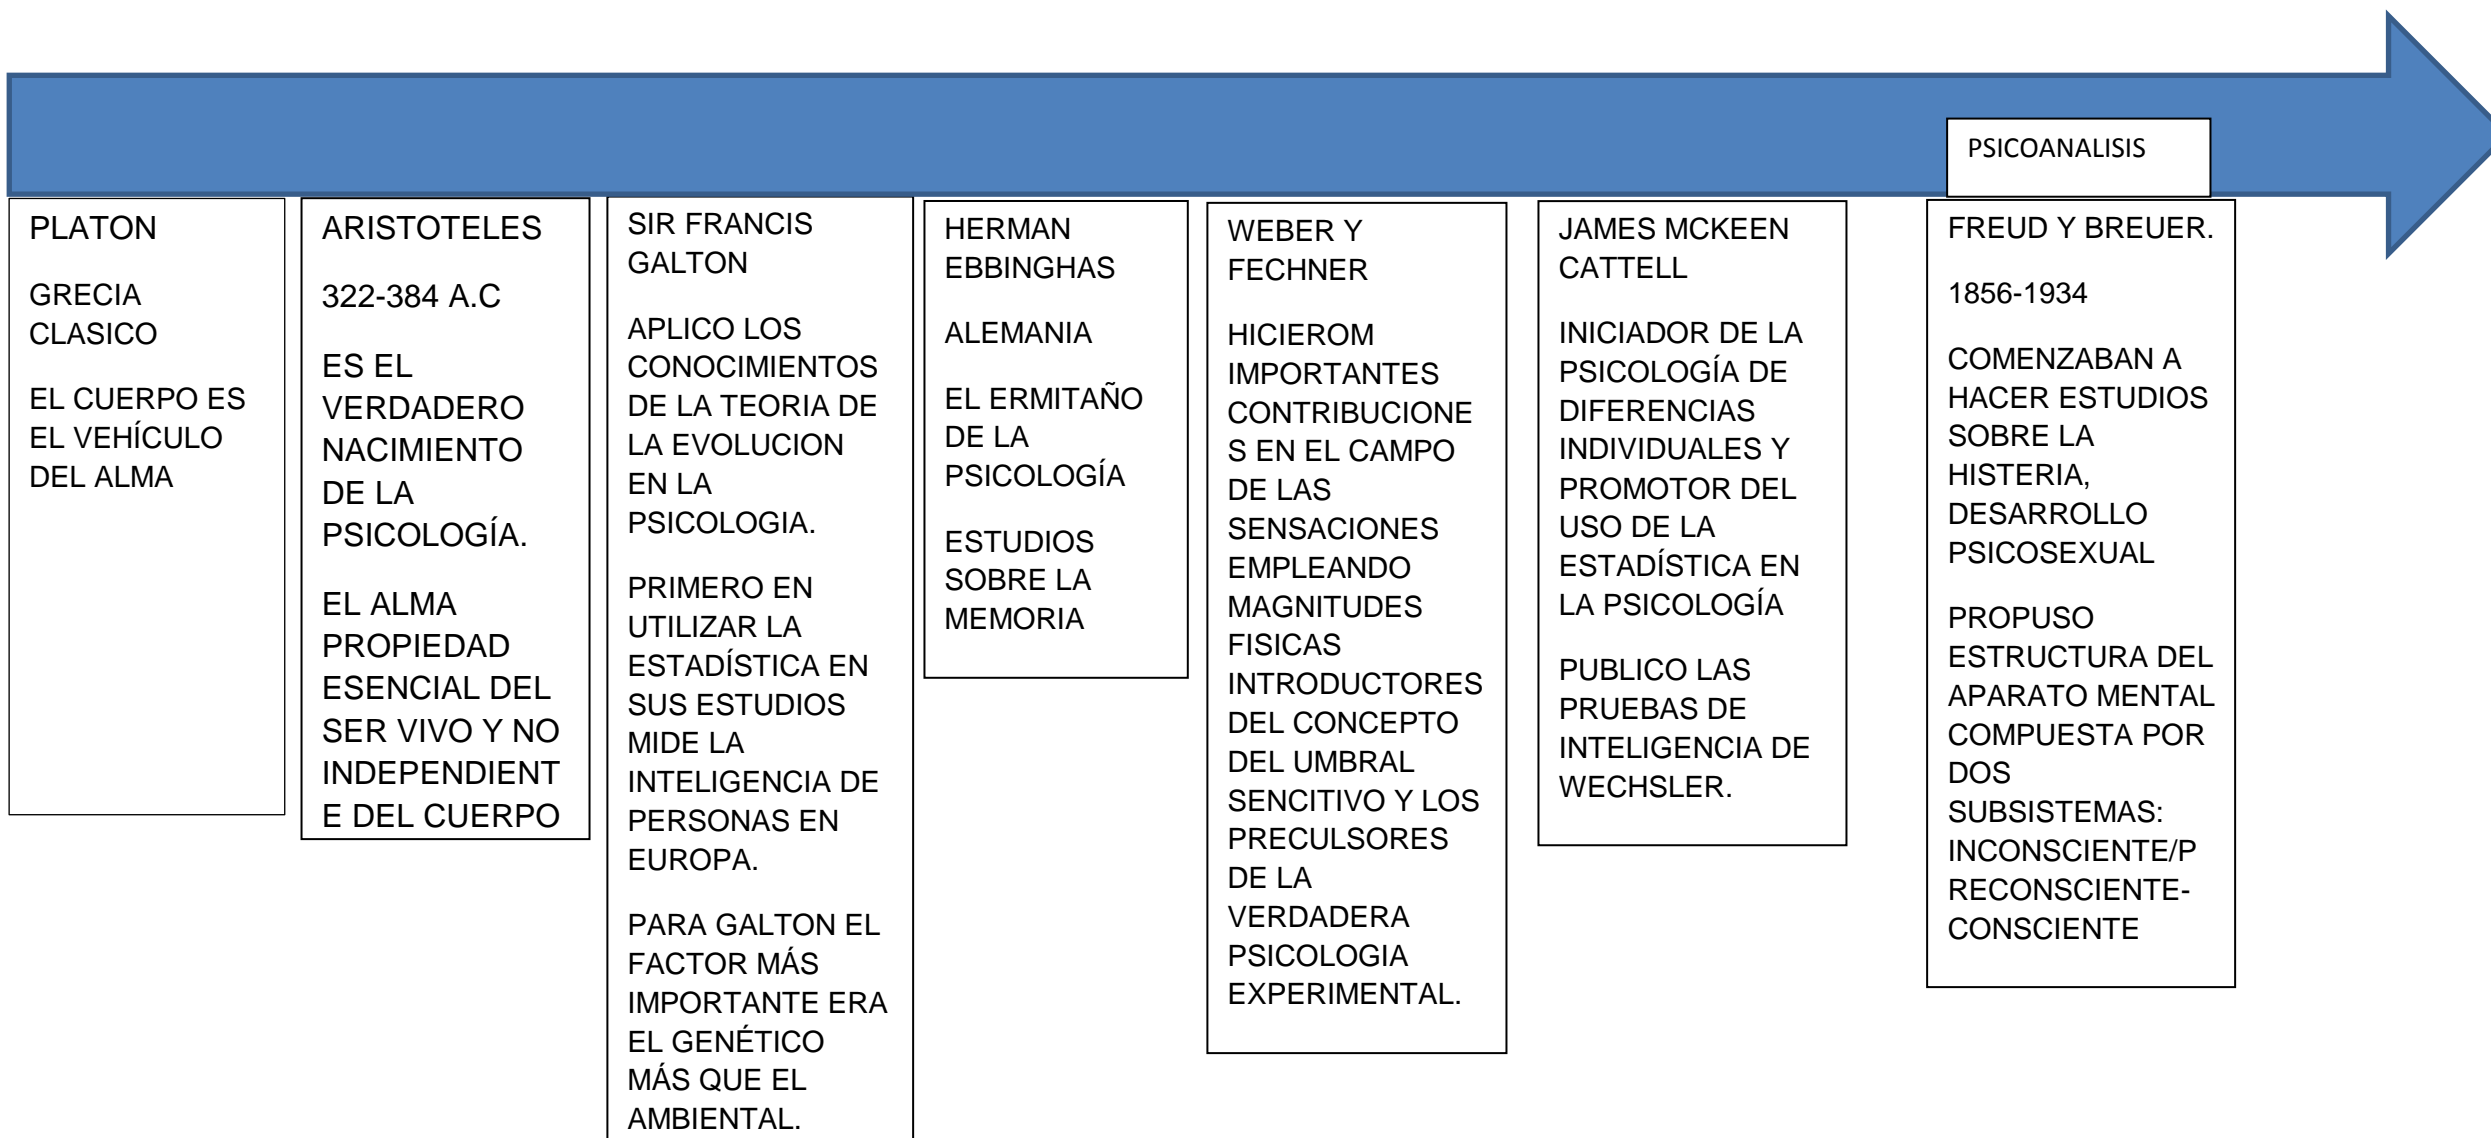 PSICOANALISIS
PLATON
GRECIA
CLASICO
EL CUERPO ES
EL VEHÍCULO
DEL ALMA
ARISTOTELES
322-384 A.C
ES EL
VERDADERO
NACIMIENTO
DE LA
PSICOLOGÍA.
EL ALMA
PROPIEDAD
ESENCIAL DEL
SER VIVO Y NO
INDEPENDIENT
E DEL CUERPO
SIR FRANCIS
GALTON
APLICO LOS
CONOCIMIENTOS
DE LA TEORIA DE
LA EVOLUCION
EN LA
PSICOLOGIA.
PRIMERO EN
UTILIZAR LA
ESTADÍSTICA EN
SUS ESTUDIOS
MIDE LA
INTELIGENCIA DE
PERSONAS EN
EUROPA.
PARA GALTON EL
FACTOR MÁS
IMPORTANTE ERA
EL GENÉTICO
MÁS QUE EL
AMBIENTAL.
HERMAN
EBBINGHAS
ALEMANIA
EL ERMITAÑO
DE LA
PSICOLOGÍA
ESTUDIOS
SOBRE LA
MEMORIA
WEBER Y
FECHNER
HICIEROM
IMPORTANTES
CONTRIBUCIONE
S EN EL CAMPO
DE LAS
SENSACIONES
EMPLEANDO
MAGNITUDES
FISICAS
INTRODUCTORES
DEL CONCEPTO
DEL UMBRAL
SENCITIVO Y LOS
PRECULSORES
DE LA
VERDADERA
PSICOLOGIA
EXPERIMENTAL.
JAMES MCKEEN
CATTELL
INICIADOR DE LA
PSICOLOGÍA DE
DIFERENCIAS
INDIVIDUALES Y
PROMOTOR DEL
USO DE LA
ESTADÍSTICA EN
LA PSICOLOGÍA
PUBLICO LAS
PRUEBAS DE
INTELIGENCIA DE
WECHSLER.
FREUD Y BREUER.
1856-1934
COMENZABAN A
HACER ESTUDIOS
SOBRE LA
HISTERIA,
DESARROLLO
PSICOSEXUAL
PROPUSO
ESTRUCTURA DEL
APARATO MENTAL
COMPUESTA POR
DOS
SUBSISTEMAS:
INCONSCIENTE/P
RECONSCIENTE-
CONSCIENTE